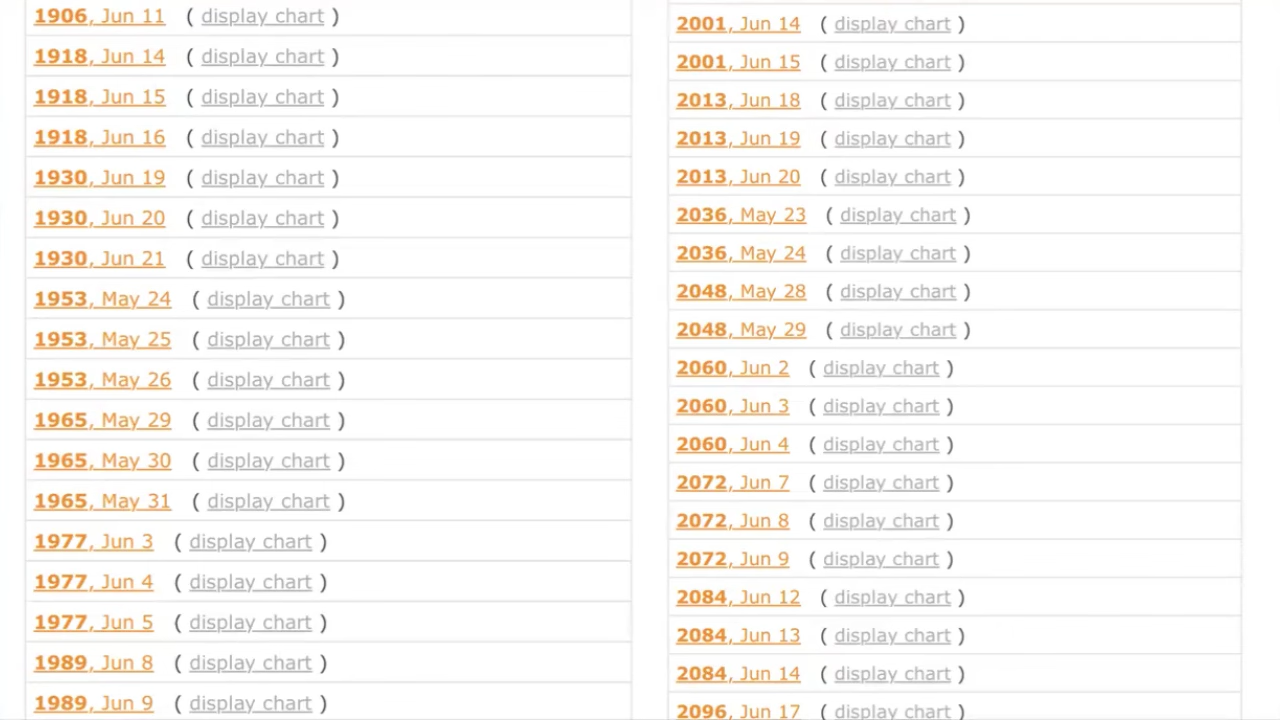 1906, Jun 11 ( display chart )
1918, Jun 14 ( display chart )
1918, Jun 15 ( display chart )
1918, Jun 16 ( display chart )
1930, Jun 19 ( display chart )
1930, Jun 20 ( display chart )
1930, Jun 21 ( display chart )
1953, May 24 ( display chart )
1953, May 25 ( display chart )
1953, May 26 ( display chart )
1965, May 29 ( display chart )
1965, May 30 ( display chart )
1965, May 31 ( display chart )
1977, Jun 3 ( display chart )
1977, Jun 4 ( display chart )
1977, Jun 5 ( display chart )
1989, Jun 8 ( display chart )
1989, Jun 9 ( display chart )
2001, Jun 14 ( display chart )
2001, Jun 15 ( display chart )
2013, Jun 18 ( display chart )
2013, Jun 19 ( display chart )
2013, Jun 20 ( display chart )
2036, May 23 ( display chart )
2036, May 24 ( display chart )
2048, May 28 ( display chart )
2048, May 29 ( display chart )
2060, Jun 2 ( display chart )
2060, Jun 3 ( display chart )
2060, Jun 4 ( display chart )
2072, Jun 7 ( display chart )
2072, Jun 8 ( display chart )
2072, Jun 9 ( display chart )
2084, Jun 12 ( display chart )
2084, Jun 13 ( display chart )
2084, Jun 14 ( display chart )
2096, Jun 17 ( display chart )